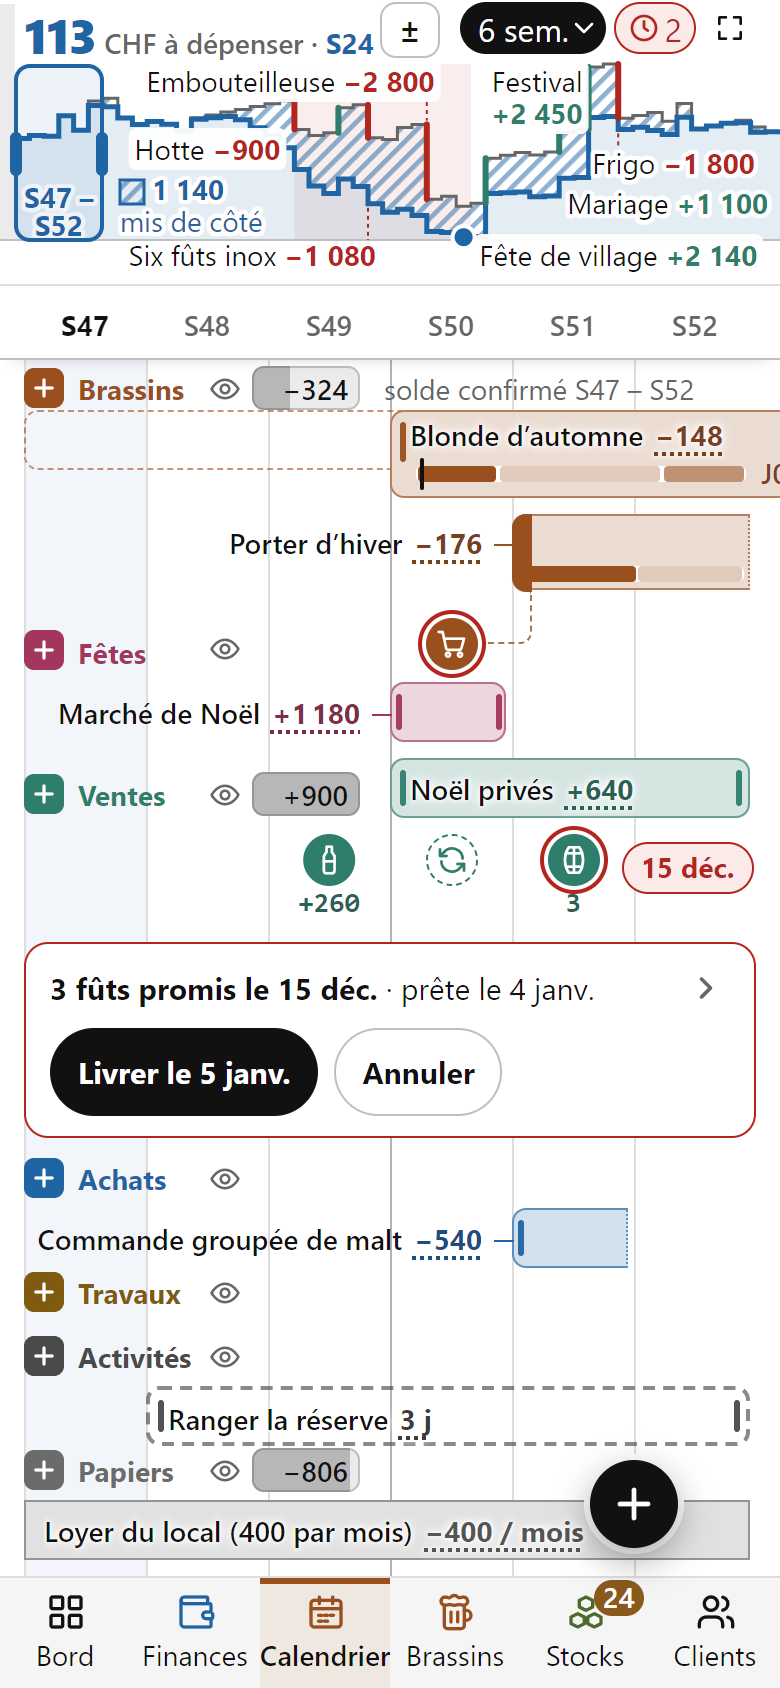 113 CHF à dépenser · S24
±
6 sem.
2
Embouteilleuse −2 800
Festival
+2 450
Hotte −900
Frigo −1 800
S47 –
S52
1 140
mis de côté
Mariage +1 100
Six fûts inox −1 080
Fête de village +2 140
S47 S48 S49 S50 S51 S52
Brassins −324 solde confirmé S47 – S52
Blonde d’automne −148
Porter d’hiver −176
Fêtes
Marché de Noël +1 180
Ventes +900
Noël privés +640
+260
3
15 déc.
3 fûts promis le 15 déc. · prête le 4 janv.
Livrer le 5 janv.
Annuler
Achats
Commande groupée de malt −540
Travaux
Activités
Ranger la réserve 3 j
Papiers −806
Loyer du local (400 par mois) −400 / mois
+
24
Bord Finances Calendrier Brassins Stocks Clients